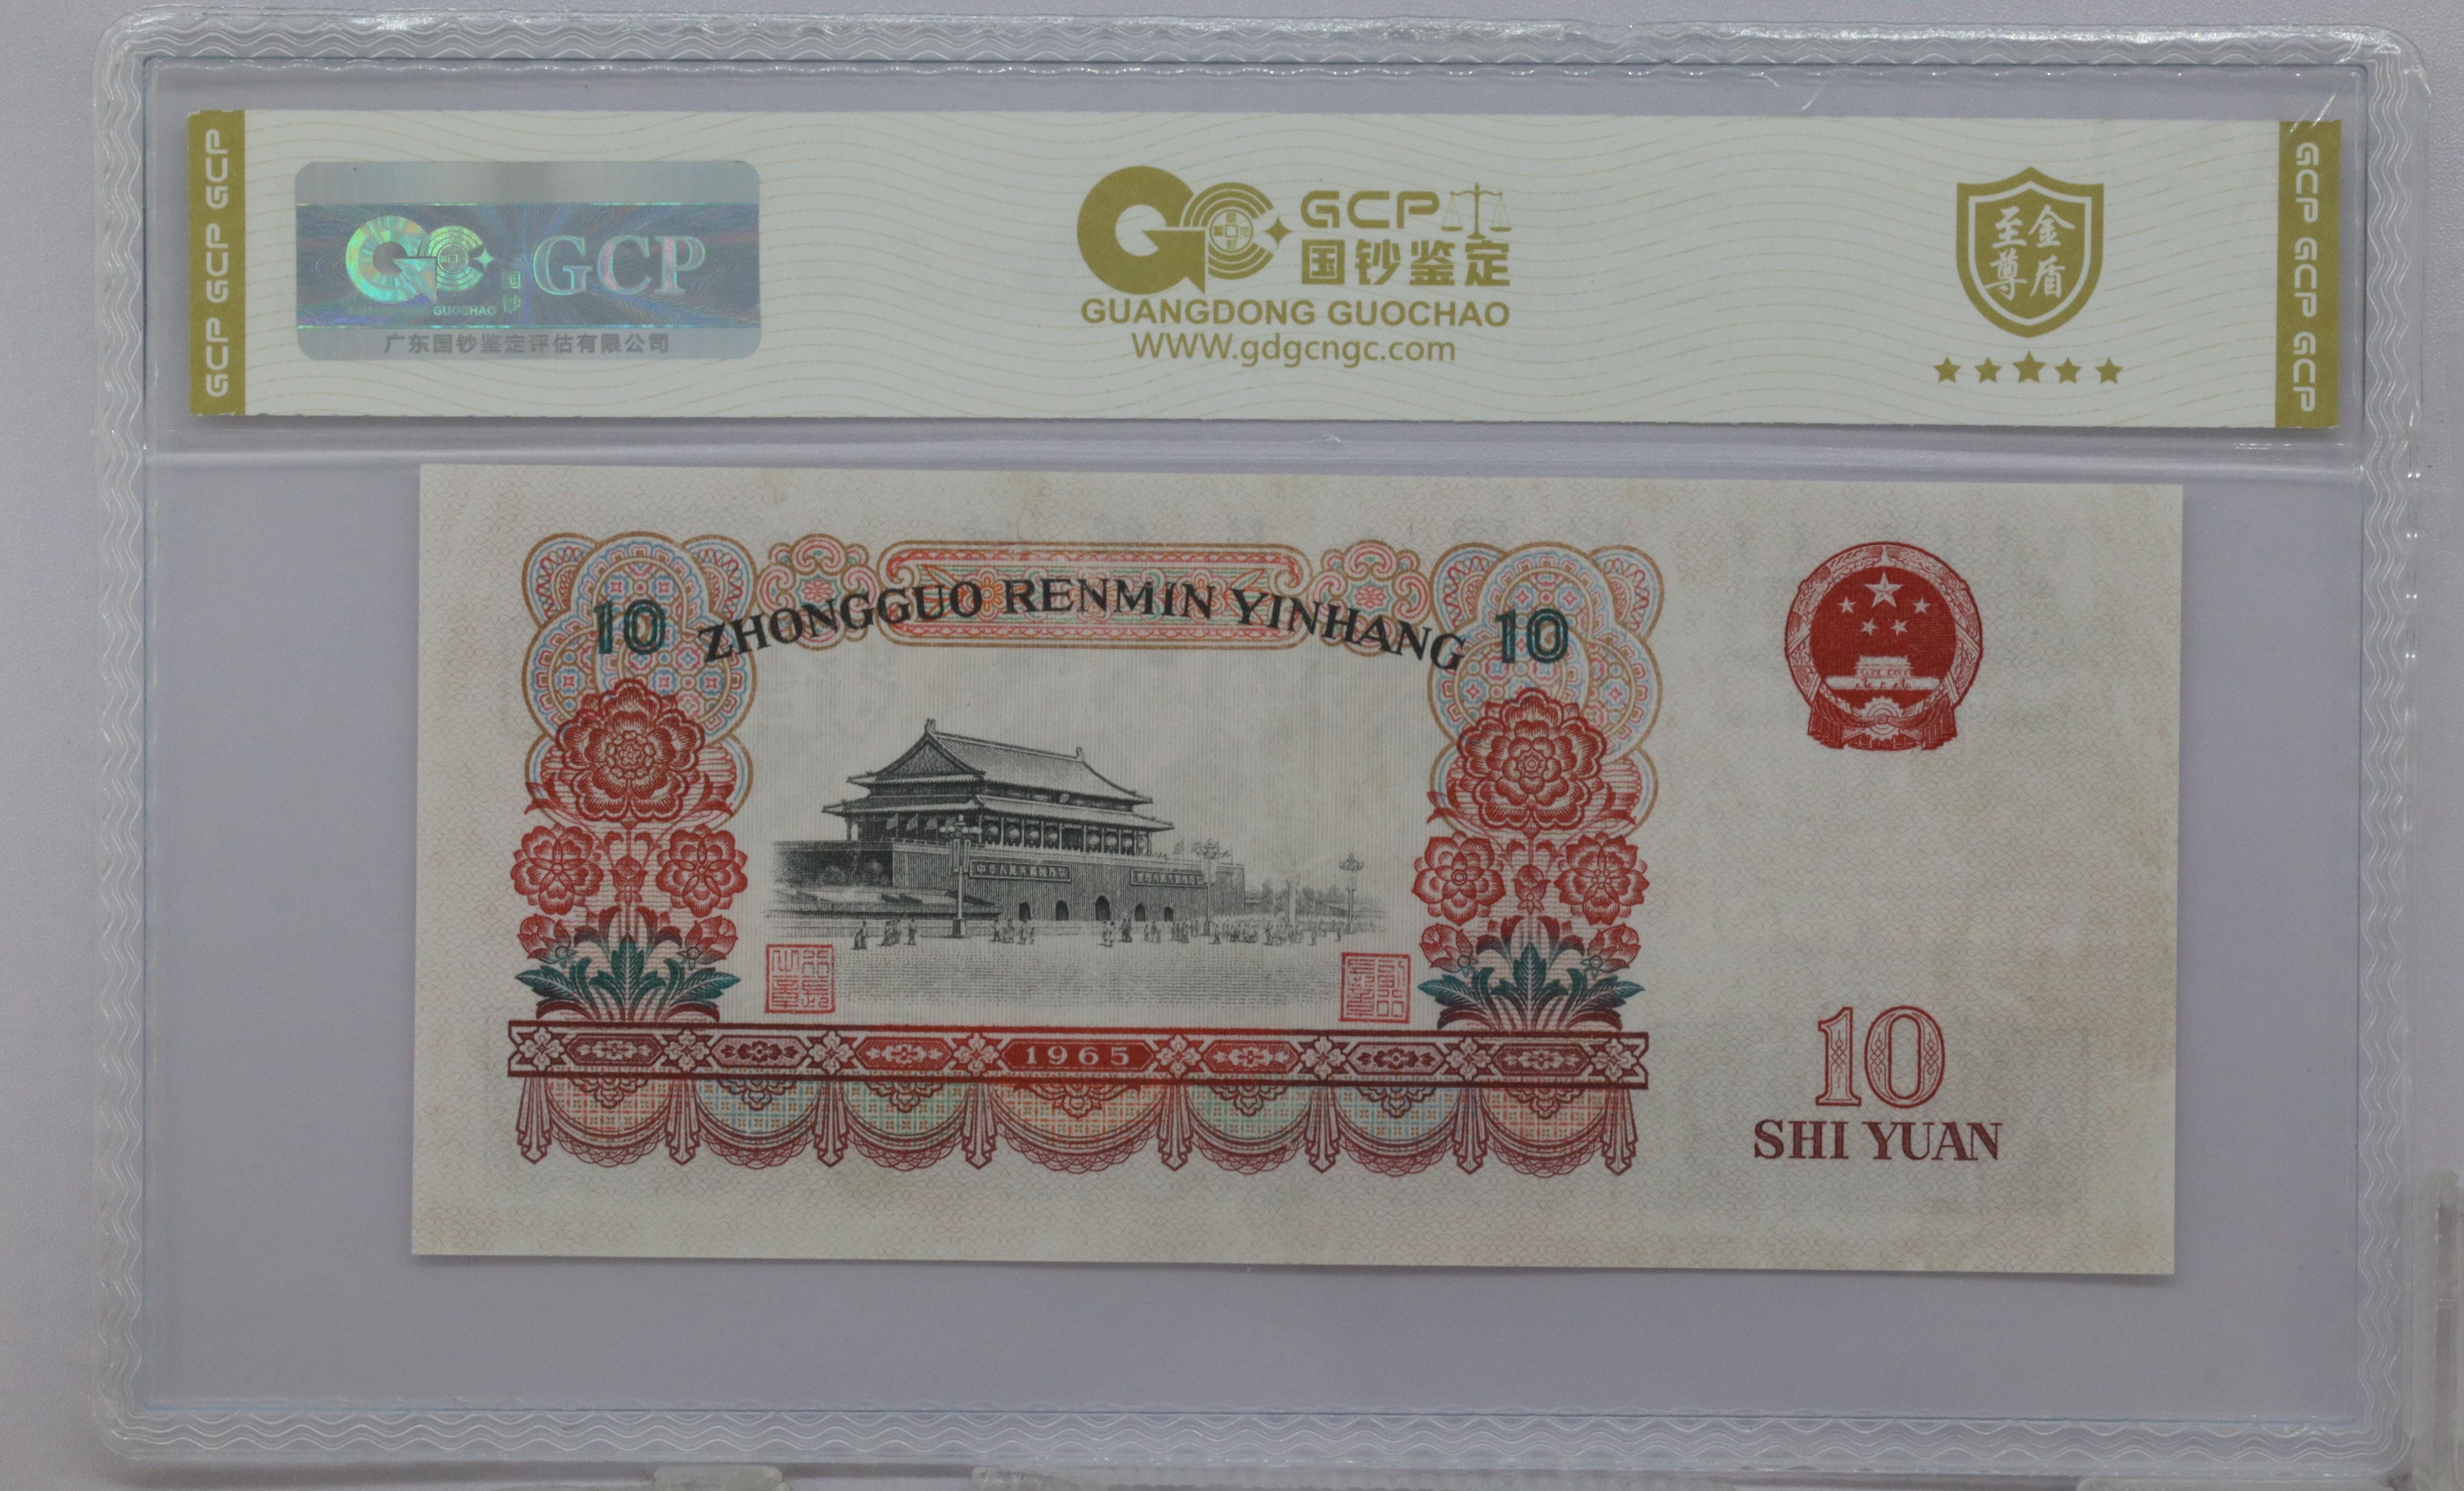 GCP GCP GCP
GCP
国钞
GUANGDONG GUOCHAO
广东国钞鉴定评估有限公司
GCP
国钞鉴定
GUANGDONG GUOCHAO
WWW.gdgcngc.com
至尊
金盾
GCP GCP GCP
10 ZHONGGUO RENMIN YINHANG 10
1965
10
SHI YUAN